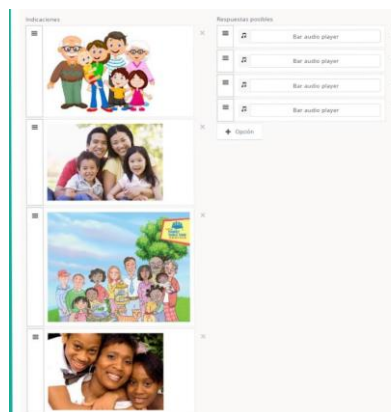 Indicaciones
Respuestas posibles
Bar audio player
Bar audio player
Bar audio player
Bar audio player
+ Opción